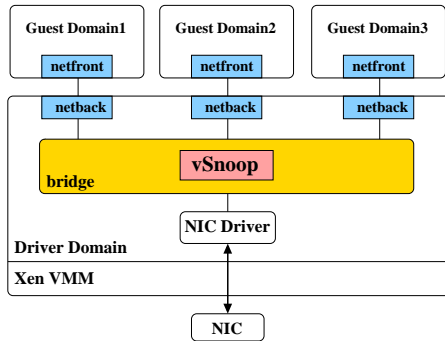 Guest Domain1
Guest Domain2
Guest Domain3
netfront
netfront
netfront
netback
netback
netback
vSnoop
bridge
NIC Driver
Driver Domain
Xen VMM
NIC